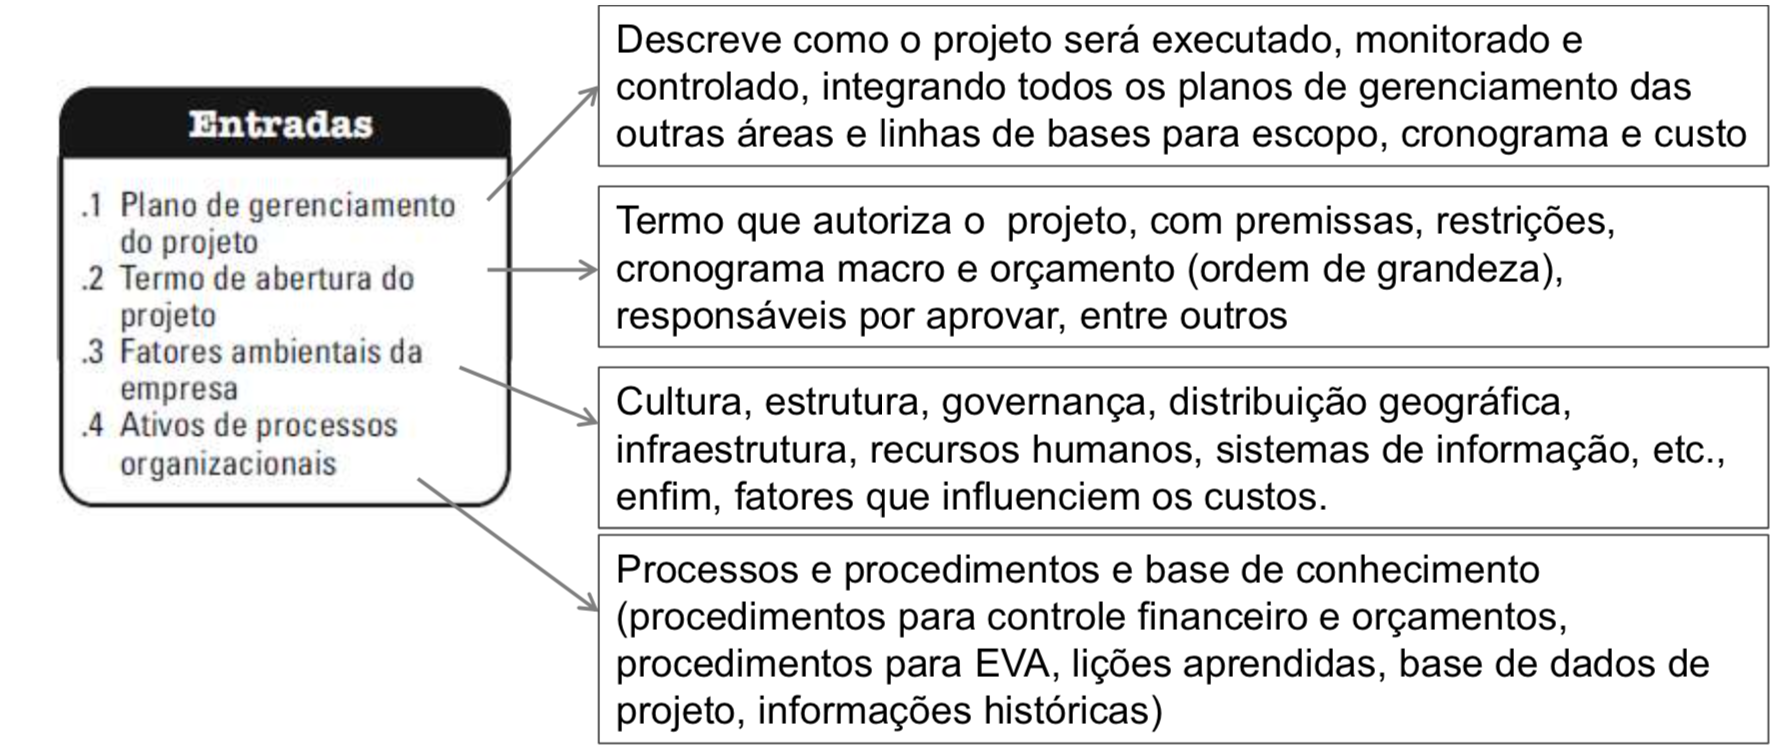 Entradas
.1 Plano de gerenciamento
do projeto
.2 Termo de abertura do
projeto
.3 Fatores ambientais da
empresa
.4 Ativos de processos
organizacionais
Descreve como o projeto será executado, monitorado e
controlado, integrando todos os planos de gerenciamento das
outras áreas e linhas de bases para escopo, cronograma e custo
Termo que autoriza o projeto, com premissas, restrições,
cronograma macro e orçamento (ordem de grandeza),
responsáveis por aprovar, entre outros
Cultura, estrutura, governança, distribuição geográfica,
infraestrutura, recursos humanos, sistemas de informação, etc.,
enfim, fatores que influenciem os custos.
Processos e procedimentos e base de conhecimento
(procedimentos para controle financeiro e orçamentos,
procedimentos para EVA, lições aprendidas, base de dados de
projeto, informações históricas)